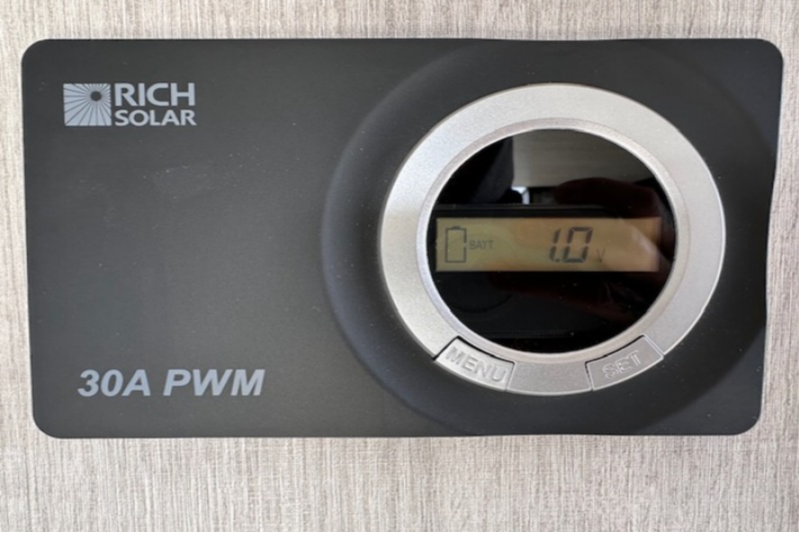 RICH
SOLAR
BATT. 1.0 V
30A PWM
MENU
SET